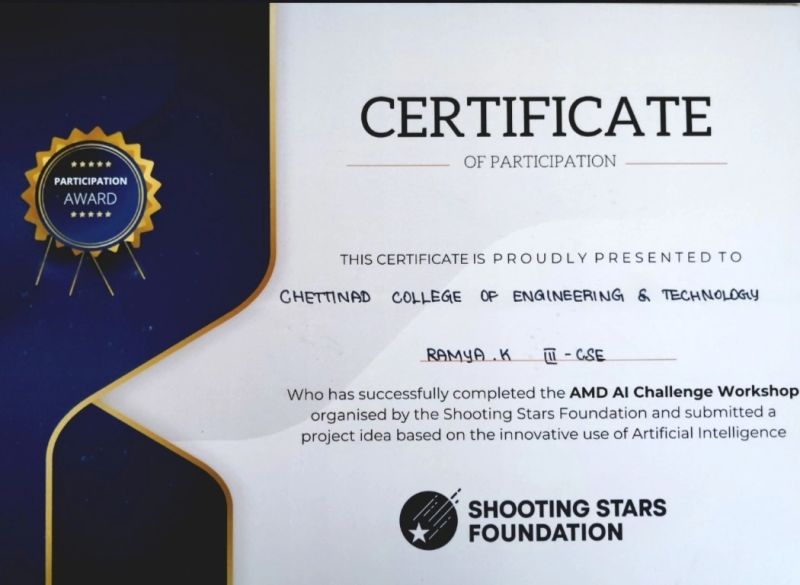 CERTIFICATE
OF PARTICIPATION
PARTICIPATION
AWARD
THIS CERTIFICATE IS PROUDLY PRESENTED TO
CHETTINAD COLLEGE OF ENGINEERING & TECHNOLOGY
RAMYA.K III - CSE
Who has successfully completed the AMD AI Challenge Workshop
organised by the Shooting Stars Foundation and submitted a
project idea based on the innovative use of Artificial Intelligence
SHOOTING STARS
FOUNDATION